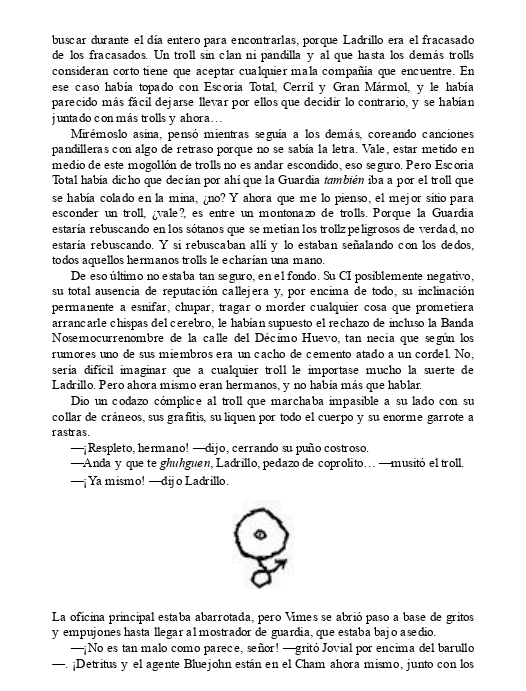 buscar durante el día entero para encontrarlas, porque Ladrillo era el fracasado
de los fracasados. Un troll sin clan ni pandilla y al que hasta los demás trolls
consideran corto tiene que aceptar cualquier mala compañía que encuentre. En
ese caso había topado con Escoria Total, Cerril y Gran Mármol, y le había
parecido más fácil dejarse llevar por ellos que decidir lo contrario, y se habían
juntado con más trolls y ahora…
Mirémoslo asina, pensó mientras seguía a los demás, coreando canciones
pandilleras con algo de retraso porque no se sabía la letra. Vale, estar metido en
medio de este mogollón de trolls no es andar escondido, eso seguro. Pero Escoria
Total había dicho que decían por ahí que la Guardia también iba a por el troll que
se había colado en la mina, ¿no? Y ahora que me lo pienso, el mejor sitio para
esconder un troll, ¿vale?, es entre un montonazo de trolls. Porque la Guardia
estaría rebuscando en los sótanos que se metían los trollz peligrosos de verdad, no
estaría rebuscando. Y si rebuscaban allí y lo estaban señalando con los dedos,
todos aquellos hermanos trolls le echarían una mano.
De eso último no estaba tan seguro, en el fondo. Su CI posiblemente negativo,
su total ausencia de reputación callejera y, por encima de todo, su inclinación
permanente a esnifar, chupar, tragar o morder cualquier cosa que prometiera
arrancarle chispas del cerebro, le habían supuesto el rechazo de incluso la Banda
Nosemocurrenombre de la calle del Décimo Huevo, tan necia que según los
rumores uno de sus miembros era un cacho de cemento atado a un cordel. No,
sería difícil imaginar que a cualquier troll le importase mucho la suerte de
Ladrillo. Pero ahora mismo eran hermanos, y no había más que hablar.
Dio un codazo cómplice al troll que marchaba impasible a su lado con su
collar de cráneos, sus grafitis, su liquen por todo el cuerpo y su enorme garrote a
rastras.
—¡Respleto, hermano! —dijo, cerrando su puño costroso.
—Anda y que te ghuhguen, Ladrillo, pedazo de coprolito… —musitó el troll.
—¡Ya mismo! —dijo Ladrillo.
La oficina principal estaba abarrotada, pero Vimes se abrió paso a base de gritos
y empujones hasta llegar al mostrador de guardia, que estaba bajo asedio.
—¡No es tan malo como parece, señor! —gritó Jovial por encima del barullo
—. ¡Detritus y el agente Bluejohn están en el Cham ahora mismo, junto con los